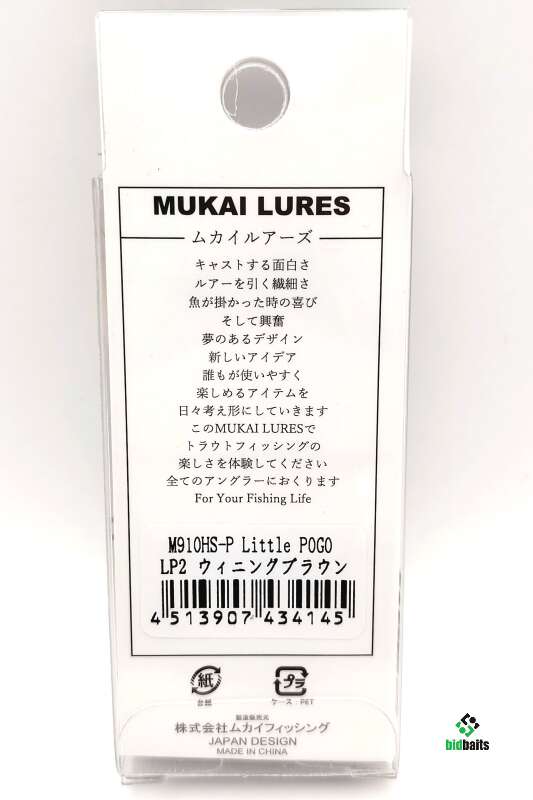 MUKAI LURES
ムカイルアーズ
キャストする面白さ
ルアーを引く繊細さ
魚が掛かった時の喜び
そして興奮
夢のあるデザイン
新しいアイデア
誰もが使いやすく
楽しめるアイテムを
日々考え形にしていきます
このMUKAI LURESで
トラウトフィッシングの
楽しさを体験してください
全てのアングラーにおくります
For Your Fishing Life
M910HS-P Little POGO
LP2 ウィニングブラウン
4 513907 434145
紙 プラ
台紙 ケース:PET
製造販売元
株式会社ムカイフィッシング
JAPAN DESIGN
MADE IN CHINA
bidbaits